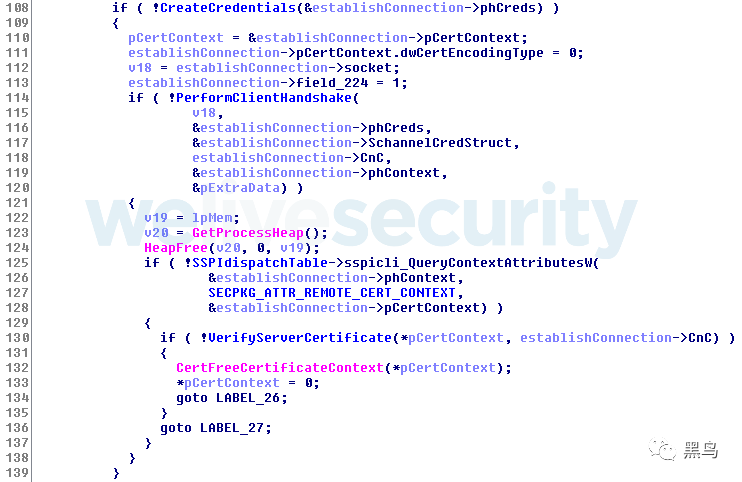 108 if ( !CreateCredentials(&establishConnection->phCreds) )
109 {
110 pCertContext = &establishConnection->pCertContext;
111 establishConnection->pCertContext.dwCertEncodingType = 0;
112 v18 = establishConnection->socket;
113 establishConnection->field_224 = 1;
114 if ( !PerformClientHandshake(
115 v18,
116 &establishConnection->phCreds,
117 &establishConnection->SchannelCredStruct,
118 establishConnection->CnC,
119 &establishConnection->phContext,
120 &pExtraData) )
121 {
122 v19 = lpMem;
123 v20 = GetProcessHeap();
124 HeapFree(v20, 0, v19);
125 if ( !SSPIdispatchTable->sspicli_QueryContextAttributesW(
126 &establishConnection->phContext,
127 SECPKG_ATTR_REMOTE_CERT_CONTEXT,
128 &establishConnection->pCertContext) )
129 {
130 if ( !VerifyServerCertificate(*pCertContext, establishConnection->CnC) )
131 {
132 CertFreeCertificateContext(*pCertContext);
133 *pCertContext = 0;
134 goto LABEL_26;
135 }
136 goto LABEL_27;
137 }
138 }
139 }
welivesecurity
黑鸟